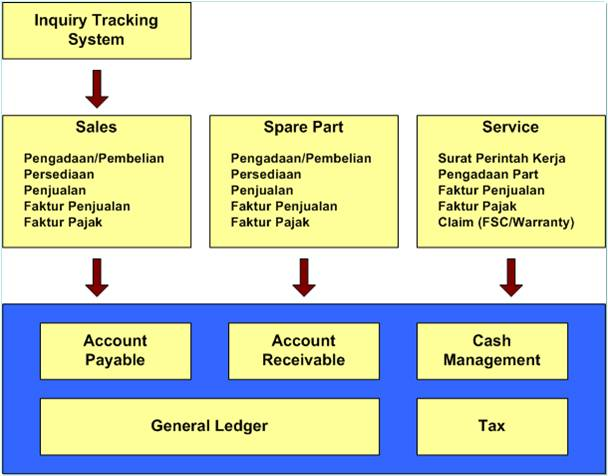 Inquiry Tracking
System
Sales
Pengadaan/Pembelian
Persediaan
Penjualan
Faktur Penjualan
Faktur Pajak
Spare Part
Pengadaan/Pembelian
Persediaan
Penjualan
Faktur Penjualan
Faktur Pajak
Service
Surat Perintah Kerja
Pengadaan Part
Faktur Penjualan
Faktur Pajak
Claim (FSC/Warranty)
Account
Payable
Account
Receivable
Cash
Management
General Ledger
Tax